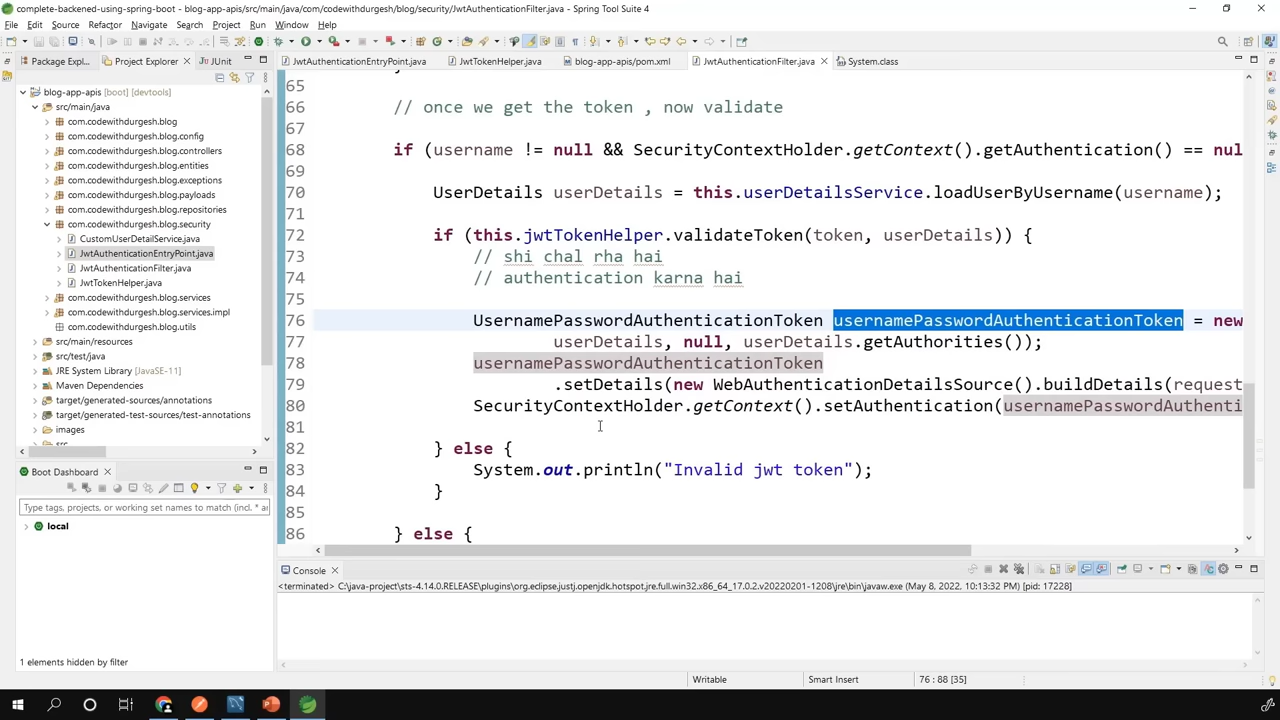 complete-backened-using-spring-boot - blog-app-apis/src/main/java/com/codewithdurgesh/blog/security/JwtAuthenticationFilter.java - Spring Tool Suite 4
File Edit Source Refactor Navigate Search Project Run Window Help
Package Expl... Project Explorer JUnit
JwtAuthenticationEntryPoint.java JwtTokenHelper.java blog-app-apis/pom.xml JwtAuthenticationFilter.java System.class
blog-app-apis [boot] [devtools]
src/main/java
com.codewithdurgesh.blog
com.codewithdurgesh.blog.config
com.codewithdurgesh.blog.controllers
com.codewithdurgesh.blog.entities
com.codewithdurgesh.blog.exceptions
com.codewithdurgesh.blog.payloads
com.codewithdurgesh.blog.repositories
com.codewithdurgesh.blog.security
CustomUserDetailService.java
JwtAuthenticationEntryPoint.java
JwtAuthenticationFilter.java
JwtTokenHelper.java
com.codewithdurgesh.blog.services
com.codewithdurgesh.blog.services.impl
com.codewithdurgesh.blog.utils
src/main/resources
src/test/java
JRE System Library [JavaSE-11]
Maven Dependencies
target/generated-sources/annotations
target/generated-test-sources/test-annotations
images
src
65
66 // once we get the token , now validate
67
68 if (username != null && SecurityContextHolder.getContext().getAuthentication() == nul
69
70 UserDetails userDetails = this.userDetailsService.loadUserByUsername(username);
71
72 if (this.jwtTokenHelper.validateToken(token, userDetails)) {
73 // shi chal rha hai
74 // authentication karna hai
75
76 UsernamePasswordAuthenticationToken usernamePasswordAuthenticationToken = new
77 userDetails, null, userDetails.getAuthorities());
78 usernamePasswordAuthenticationToken
79 .setDetails(new WebAuthenticationDetailsSource().buildDetails(request
80 SecurityContextHolder.getContext().setAuthentication(usernamePasswordAuthenti
81
82 } else {
83 System.out.println("Invalid jwt token");
84 }
85
86 } else {
Boot Dashboard
Type tags, projects, or working set names to match (incl. * an
local
1 elements hidden by filter
Console
<terminated> C:\java-project\sts-4.14.0.RELEASE\plugins\org.eclipse.justj.openjdk.hotspot.jre.full.win32.x86_64_17.0.2.v20220201-1208\jre\bin\javaw.exe (May 8, 2022, 10:13:32 PM) [pid: 17228]
Writable Smart Insert 76 : 88 [35]